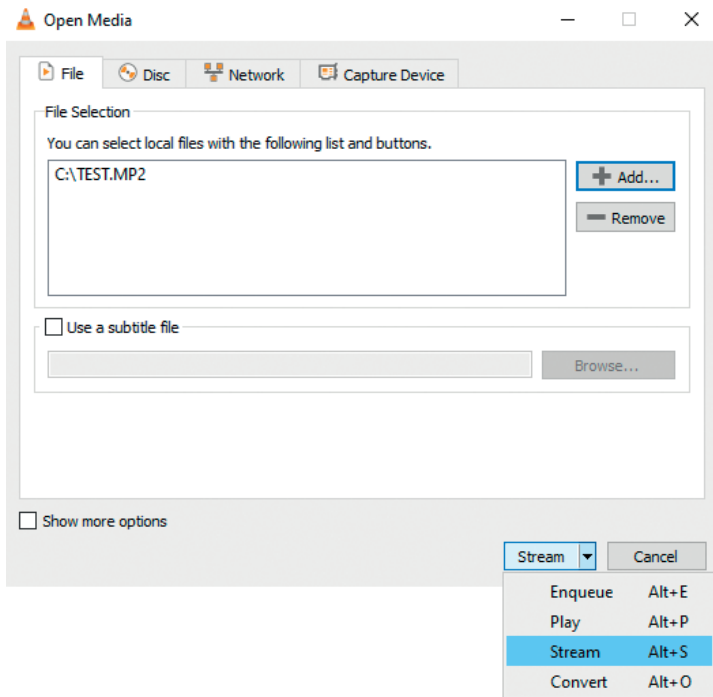 Open Media
File Disc Network Capture Device
File Selection
You can select local files with the following list and buttons.
C:\TEST.MP2
Add...
Remove
Use a subtitle file
Browse...
Show more options
Stream Cancel
Enqueue Alt+E
Play Alt+P
Stream Alt+S
Convert Alt+O